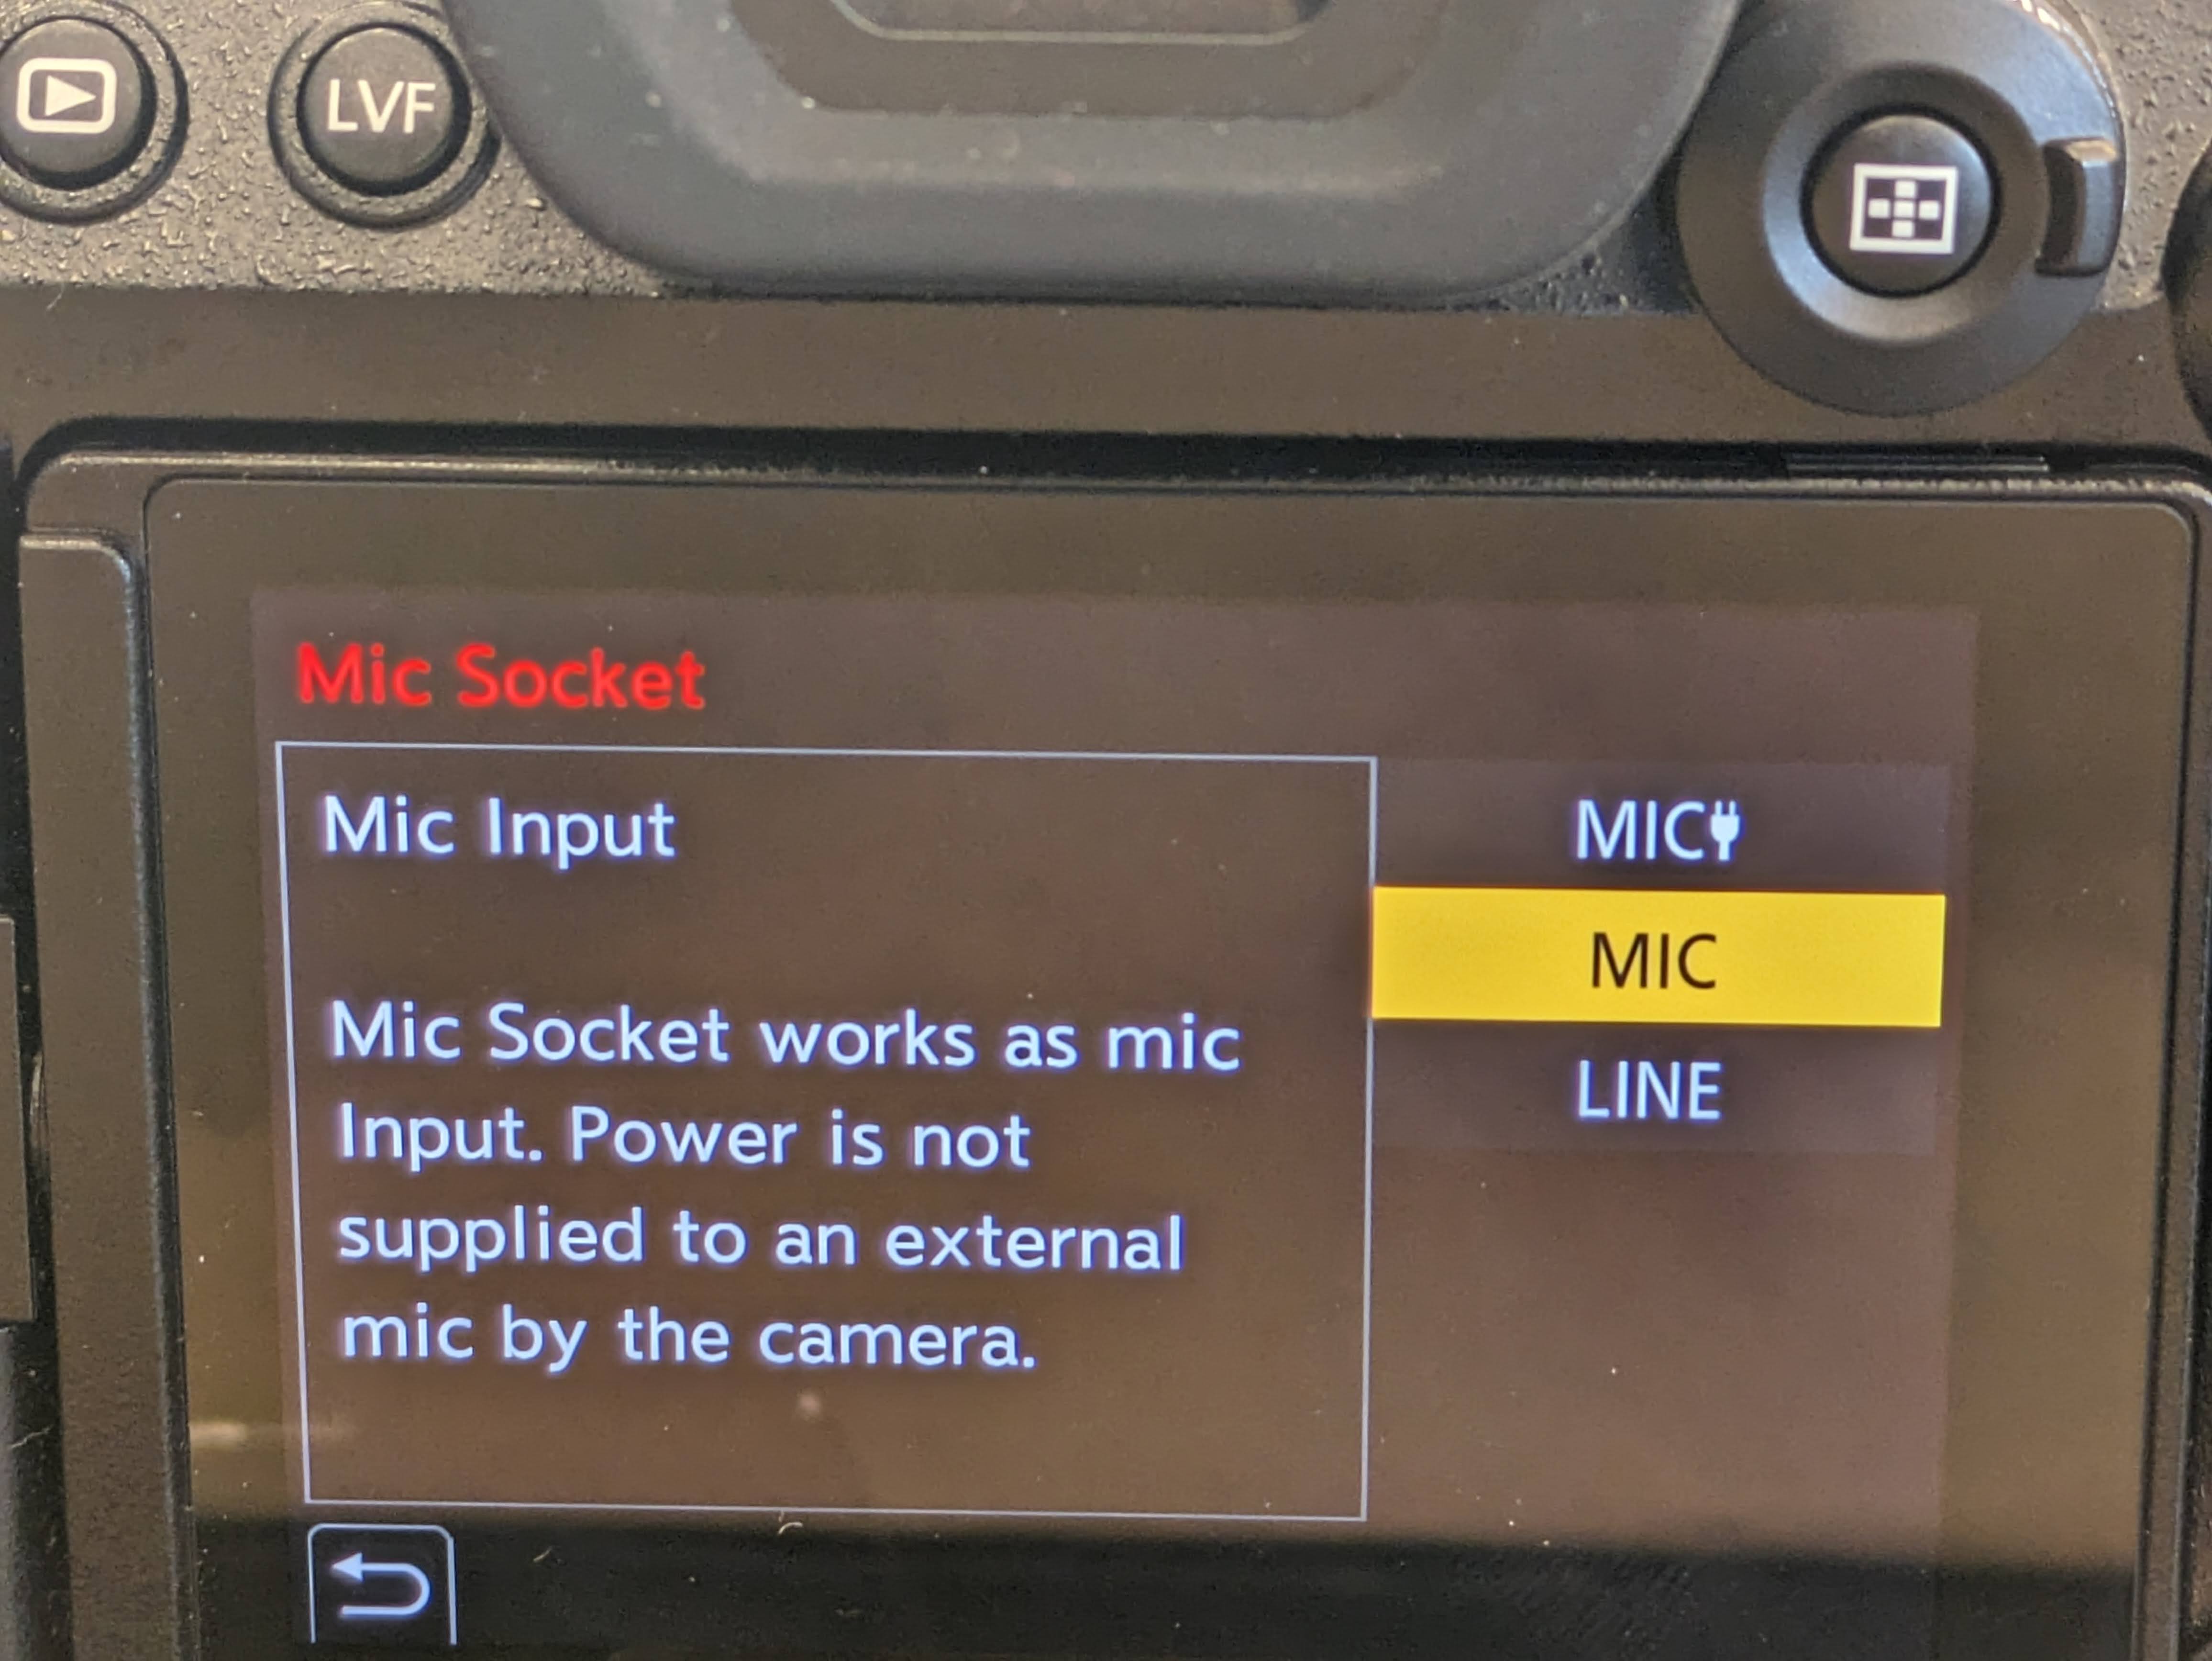 LVF
Mic Socket
Mic Input
Mic Socket works as mic
Input. Power is not
supplied to an external
mic by the camera.
MIC
MIC
LINE